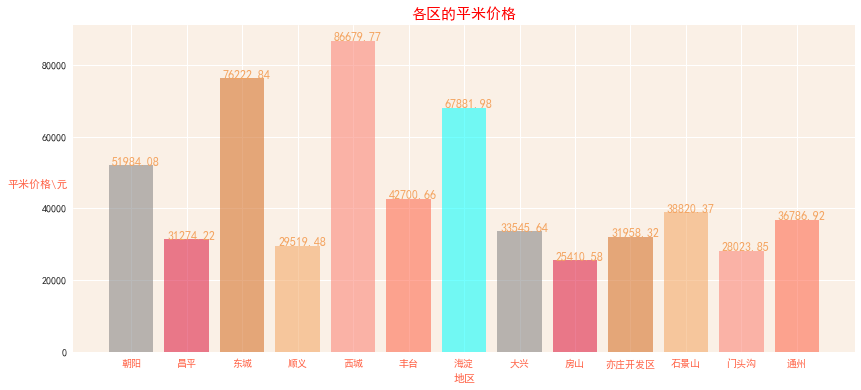 各区的平米价格
平米价格\元
80000
60000
40000
20000
0
51984.08
31274.22
76222.84
29519.48
86679.77
42700.66
67881.98
33545.64
25410.58
31958.32
38820.37
28023.85
36786.92
朝阳
昌平
东城
顺义
西城
丰台
海淀
大兴
房山
亦庄开发区
石景山
门头沟
通州
地区